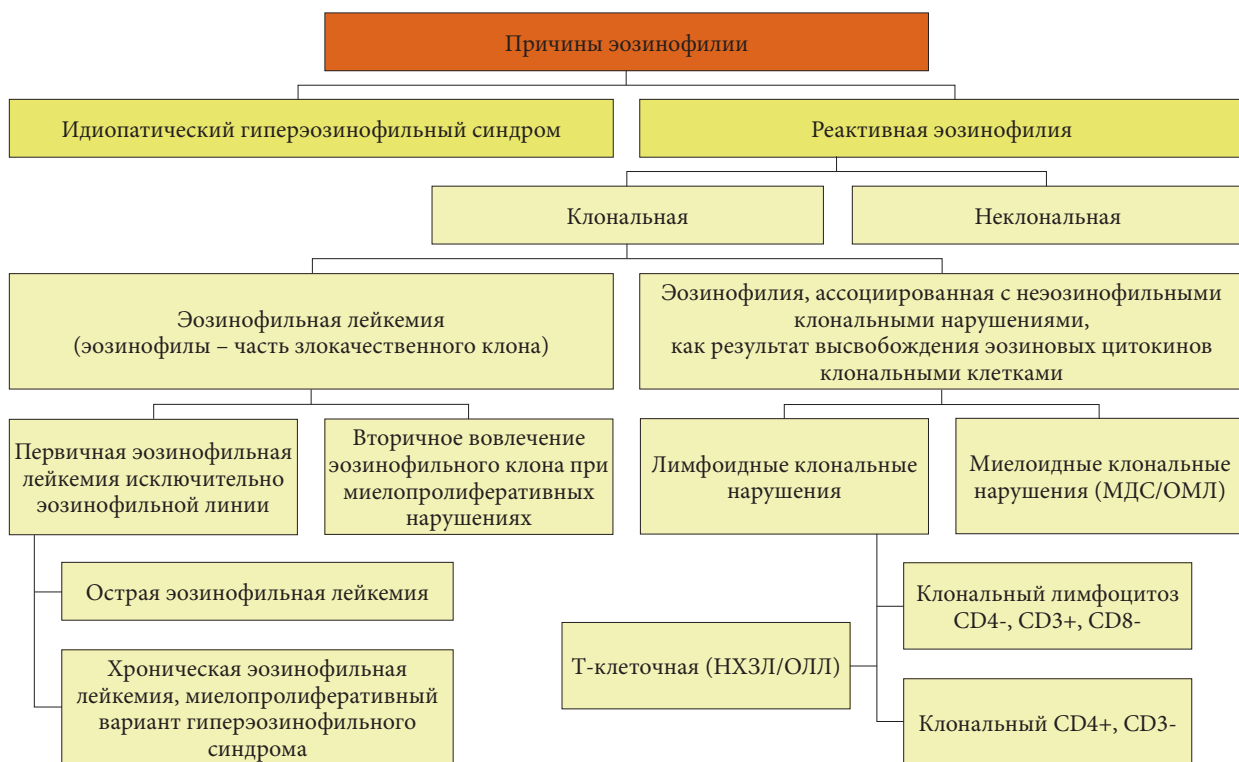 Причины эозинофилии
Идиопатический гиперэозинофильный синдром
Реактивная эозинофилия
Клональная
Неклональная
Эозинофильная лейкемия
(эозинофилы – часть злокачественного клона)
Эозинофилия, ассоциированная с неэозинофильными
клональными нарушениями,
как результат высвобождения эозиновых цитокинов
клональными клетками
Первичная эозинофильная
лейкемия исключительно
эозинофильной линии
Вторичное вовлечение
эозинофильного клона при
миелопролиферативных
нарушениях
Лимфоидные клональные
нарушения
Миелоидные клональные
нарушения (МДС/ОМЛ)
Острая эозинофильная лейкемия
Хроническая эозинофильная
лейкемия, миелопролиферативный
вариант гиперэозинофильного
синдрома
Т-клеточная (НХЗЛ/ОЛЛ)
Клональный лимфоцитоз
CD4-, CD3+, CD8-
Клональный CD4+, CD3-